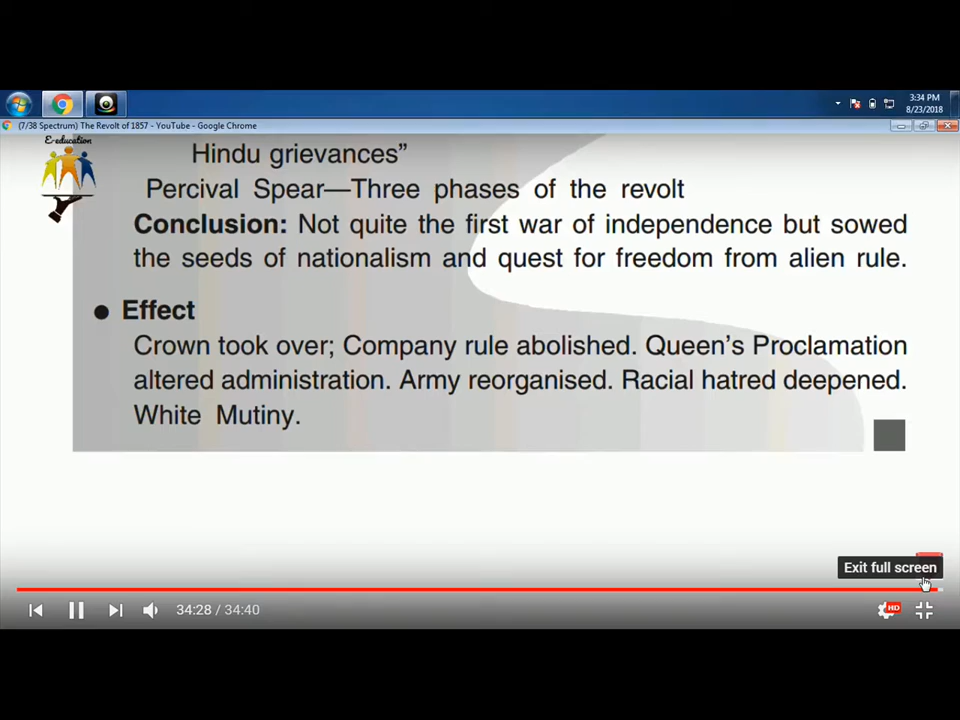 3:34 PM
8/23/2018
(7/38 Spectrum) The Revolt of 1857 - YouTube - Google Chrome
E-education
Hindu grievances”
Percival Spear—Three phases of the revolt
Conclusion: Not quite the first war of independence but sowed
the seeds of nationalism and quest for freedom from alien rule.
● Effect
Crown took over; Company rule abolished. Queen’s Proclamation
altered administration. Army reorganised. Racial hatred deepened.
White Mutiny.
Exit full screen
34:28 / 34:40
HD